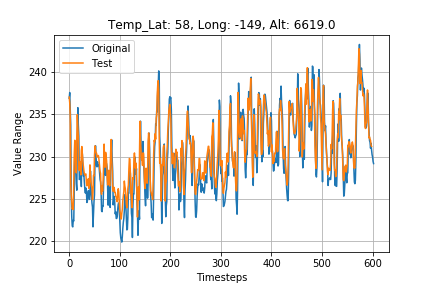 Temp_Lat: 58, Long: -149, Alt: 6619.0
Original
Test
Value Range
240
235
230
225
220
0 100 200 300 400 500 600
Timesteps